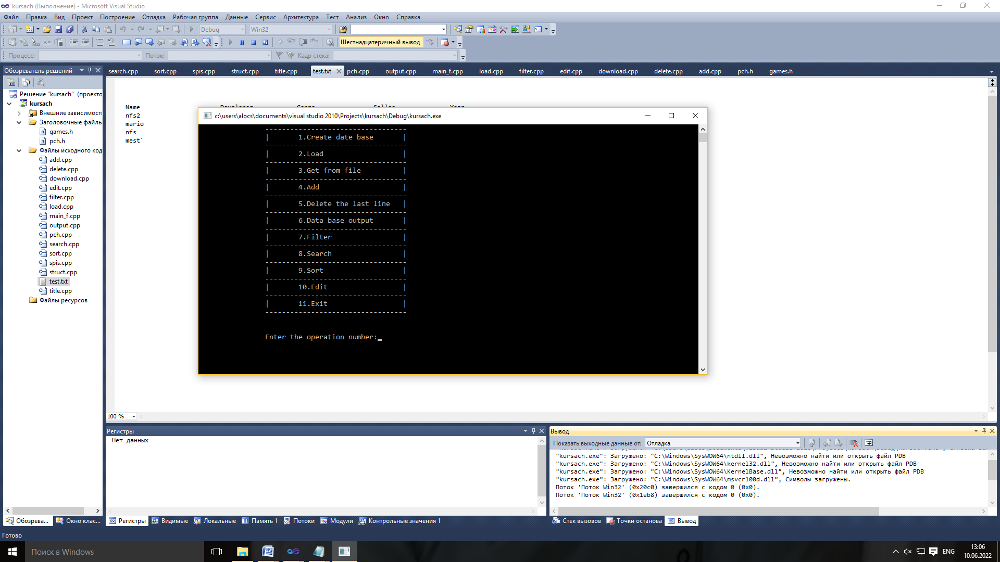 kursach (Выполнение) - Microsoft Visual Studio
Файл Правка Вид Проект Построение Отладка Рабочая группа Данные Сервис Архитектура Тест Анализ Окно Справка
Debug Win32
Шестнадцатеричный вывод
Процесс: Поток: Кадр стека:
Обозреватель решений
search.cpp sort.cpp spis.cpp struct.cpp title.cpp test.txt pch.cpp output.cpp main_f.cpp load.cpp filter.cpp edit.cpp download.cpp delete.cpp add.cpp pch.h games.h
Решение "kursach" (проекто
kursach
Внешние зависимости
Заголовочные файль
games.h
pch.h
Файлы исходного код
add.cpp
delete.cpp
download.cpp
edit.cpp
filter.cpp
load.cpp
main_f.cpp
output.cpp
pch.cpp
search.cpp
sort.cpp
spis.cpp
struct.cpp
test.txt
title.cpp
Файлы ресурсов
Name Developer Genre Salles Year
nfs2
mario
nfs
mest`
c:\users\alocs\documents\visual studio 2010\Projects\kursach\Debug\kursach.exe
----------------------------------
| 1.Create date base |
----------------------------------
| 2.Load |
----------------------------------
| 3.Get from file |
----------------------------------
| 4.Add |
----------------------------------
| 5.Delete the last line |
----------------------------------
| 6.Data base output |
----------------------------------
| 7.Filter |
----------------------------------
| 8.Search |
----------------------------------
| 9.Sort |
----------------------------------
| 10.Edit |
----------------------------------
| 11.Exit |
----------------------------------
Enter the operation number:
100 %
Регистры
Нет данных
Вывод
Показать выходные данные от: Отладка
"kursach.exe": Загружено: "C:\Windows\SysWOW64\ntdll.dll", Невозможно найти или открыть файл PDB
"kursach.exe": Загружено: "C:\Windows\SysWOW64\kernel32.dll", Невозможно найти или открыть файл PDB
"kursach.exe": Загружено: "C:\Windows\SysWOW64\KernelBase.dll", Невозможно найти или открыть файл PDB
"kursach.exe": Загружено: "C:\Windows\SysWOW64\msvcr100d.dll", Символы загружены.
Поток 'Поток Win32' (0x20c0) завершился с кодом 0 (0x0).
Поток 'Поток Win32' (0x1eb8) завершился с кодом 0 (0x0).
Обозрева... Окно клас... Регистры Видимые Локальные Память 1 Потоки Модули Контрольные значения 1 Стек вызовов Точки останова Вывод
Готово
Поиск в Windows
ENG
13:06
10.06.2022